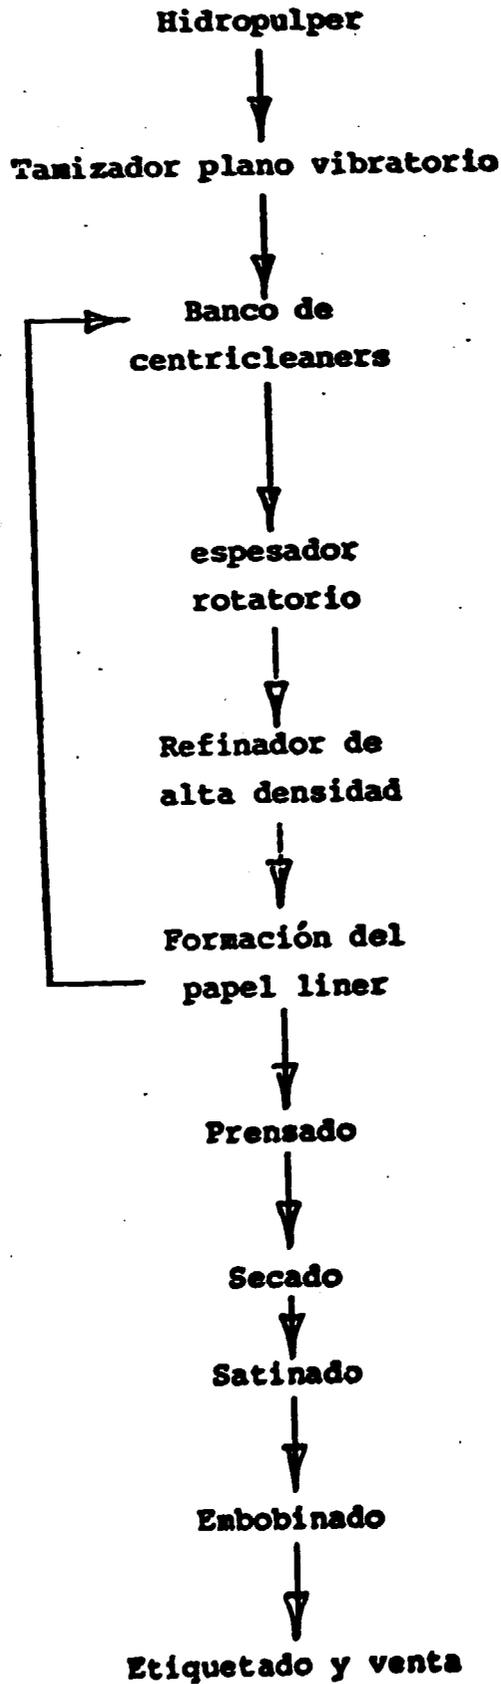 Hidropulper
Tamizador plano vibratorio
Banco de
centricleaners
espesador
rotatorio
Refinador de
alta densidad
Formación del
papel liner
Prensado
Secado
Satinado
Embobinado
Etiquetado y venta